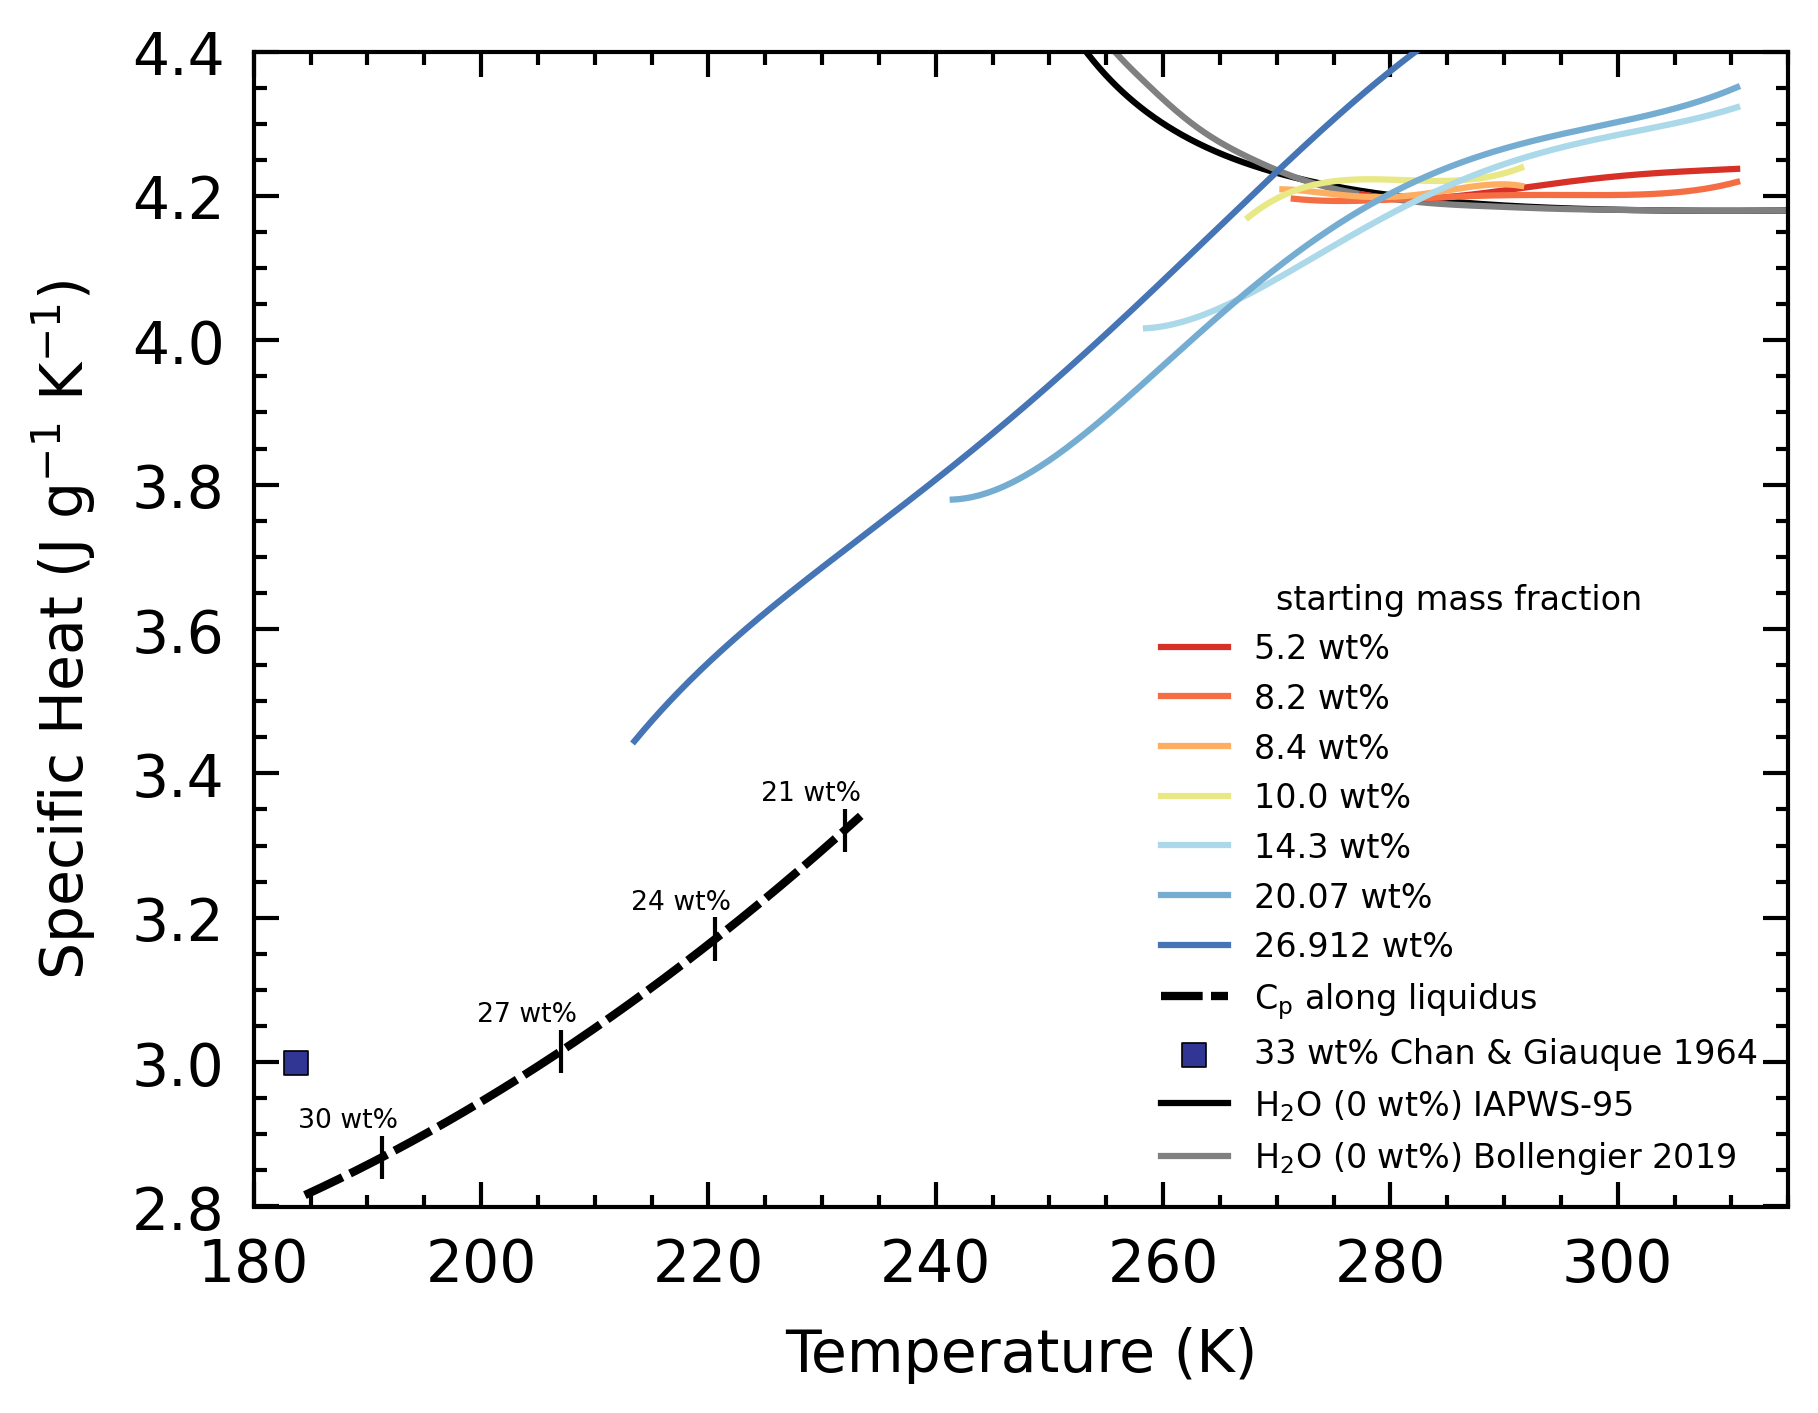 4.4
4.2
4.0
3.8
3.6
3.4
3.2
3.0
2.8
Specific Heat (J g⁻¹ K⁻¹)
21 wt%
24 wt%
27 wt%
30 wt%
starting mass fraction
5.2 wt%
8.2 wt%
8.4 wt%
10.0 wt%
14.3 wt%
20.07 wt%
26.912 wt%
Cₚ along liquidus
33 wt% Chan & Giauque 1964
H₂O (0 wt%) IAPWS-95
H₂O (0 wt%) Bollengier 2019
180 200 220 240 260 280 300
Temperature (K)